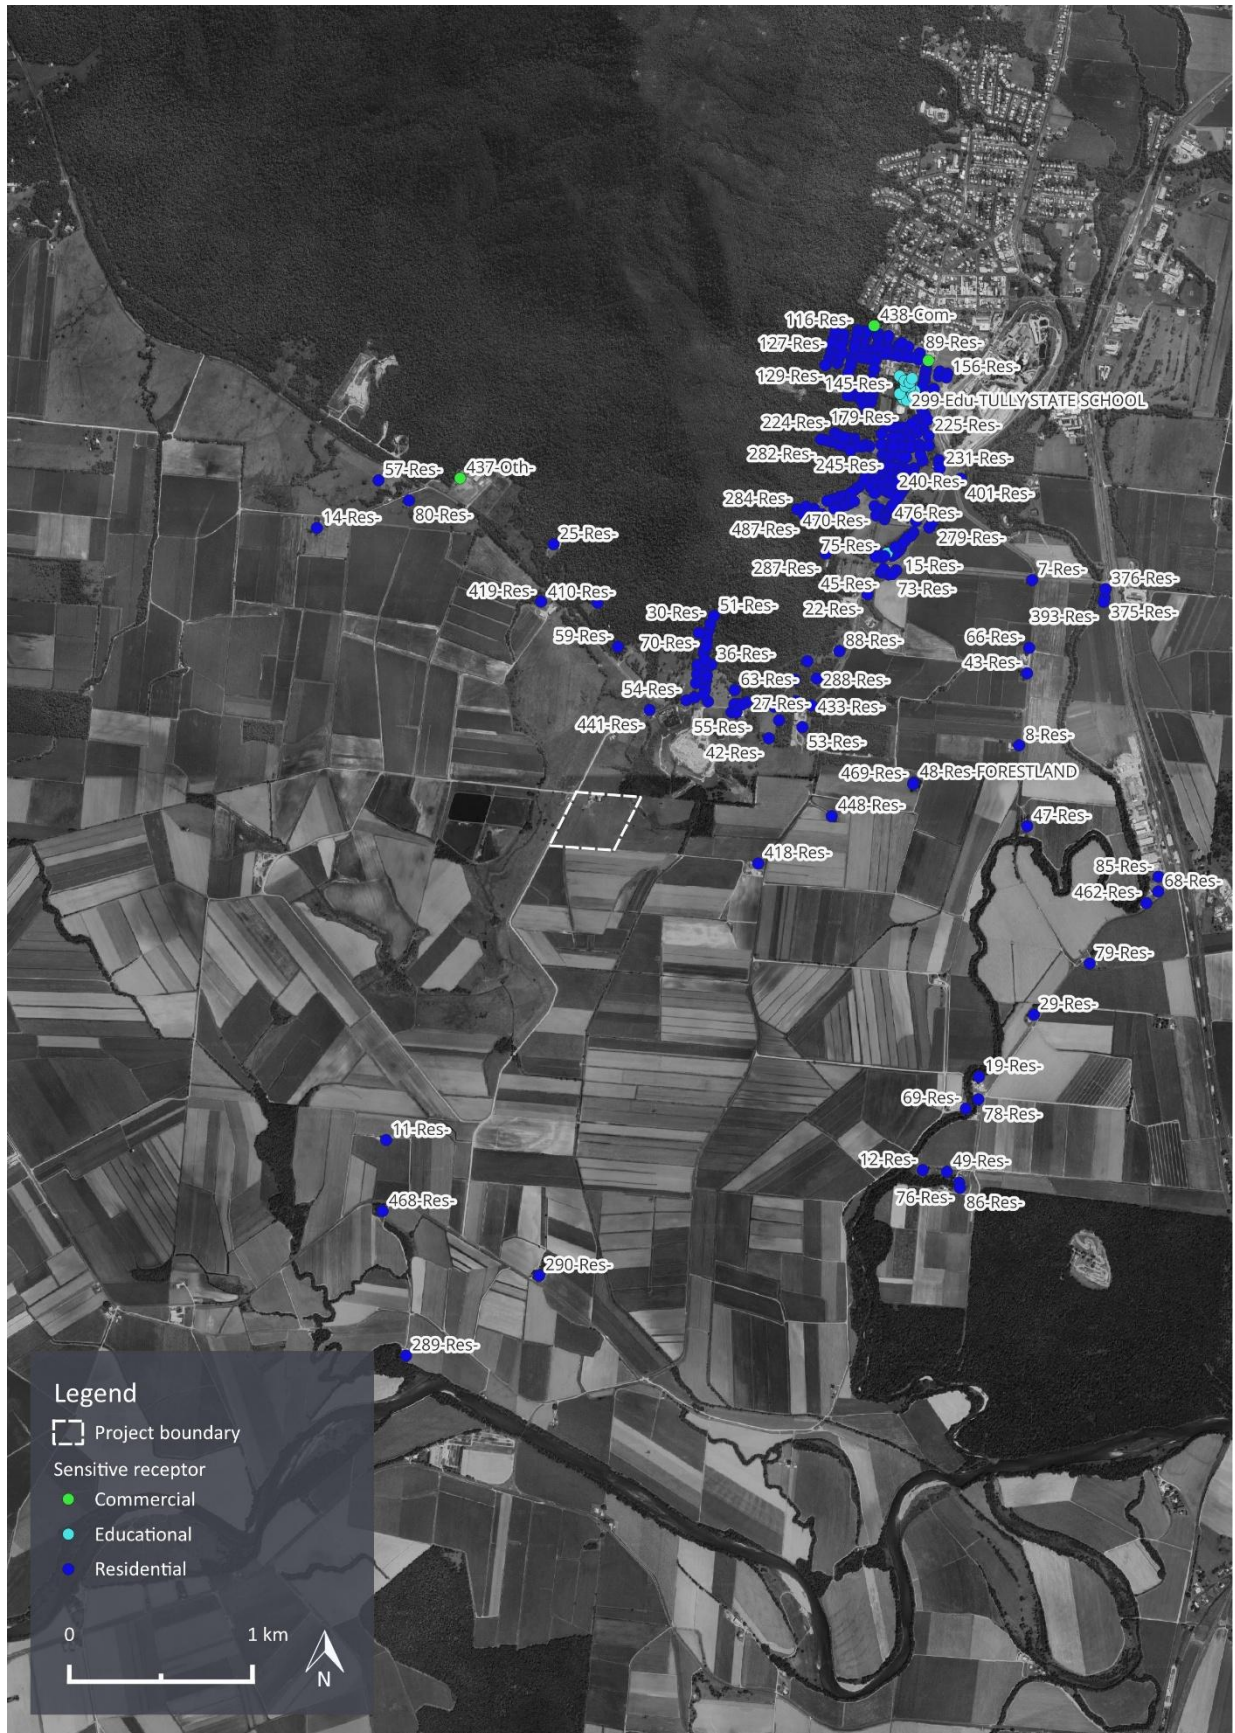 116-Res-
438-Com-
127-Res-
89-Res-
129-Res-
145-Res-
156-Res-
299-Edu-TULLY STATE SCHOOL
179-Res-
224-Res-
225-Res-
282-Res-
245-Res-
231-Res-
240-Res-
401-Res-
57-Res-
437-Oth-
80-Res-
14-Res-
284-Res-
470-Res-
476-Res-
487-Res-
279-Res-
25-Res-
75-Res-
287-Res-
15-Res-
45-Res-
73-Res-
7-Res-
376-Res-
419-Res-
410-Res-
22-Res-
393-Res-
375-Res-
30-Res-
51-Res-
59-Res-
70-Res-
36-Res-
88-Res-
66-Res-
43-Res-
63-Res-
288-Res-
54-Res-
27-Res-
433-Res-
441-Res-
55-Res-
42-Res-
53-Res-
8-Res-
469-Res-
48-Res-FORESTLAND
448-Res-
47-Res-
418-Res-
85-Res-
68-Res-
462-Res-
79-Res-
29-Res-
19-Res-
69-Res-
78-Res-
11-Res-
12-Res-
49-Res-
76-Res-
86-Res-
468-Res-
290-Res-
289-Res-
Legend
Project boundary
Sensitive receptor
Commercial
Educational
Residential
0
1 km
N